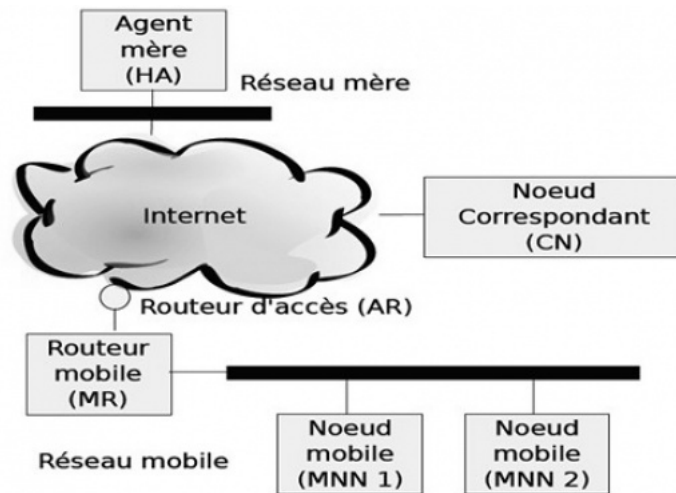 Agent
mère
(HA)
Réseau mère
Internet
Noeud
Correspondant
(CN)
Routeur d'accès (AR)
Routeur
mobile
(MR)
Noeud
mobile
(MNN 1)
Noeud
mobile
(MNN 2)
Réseau mobile